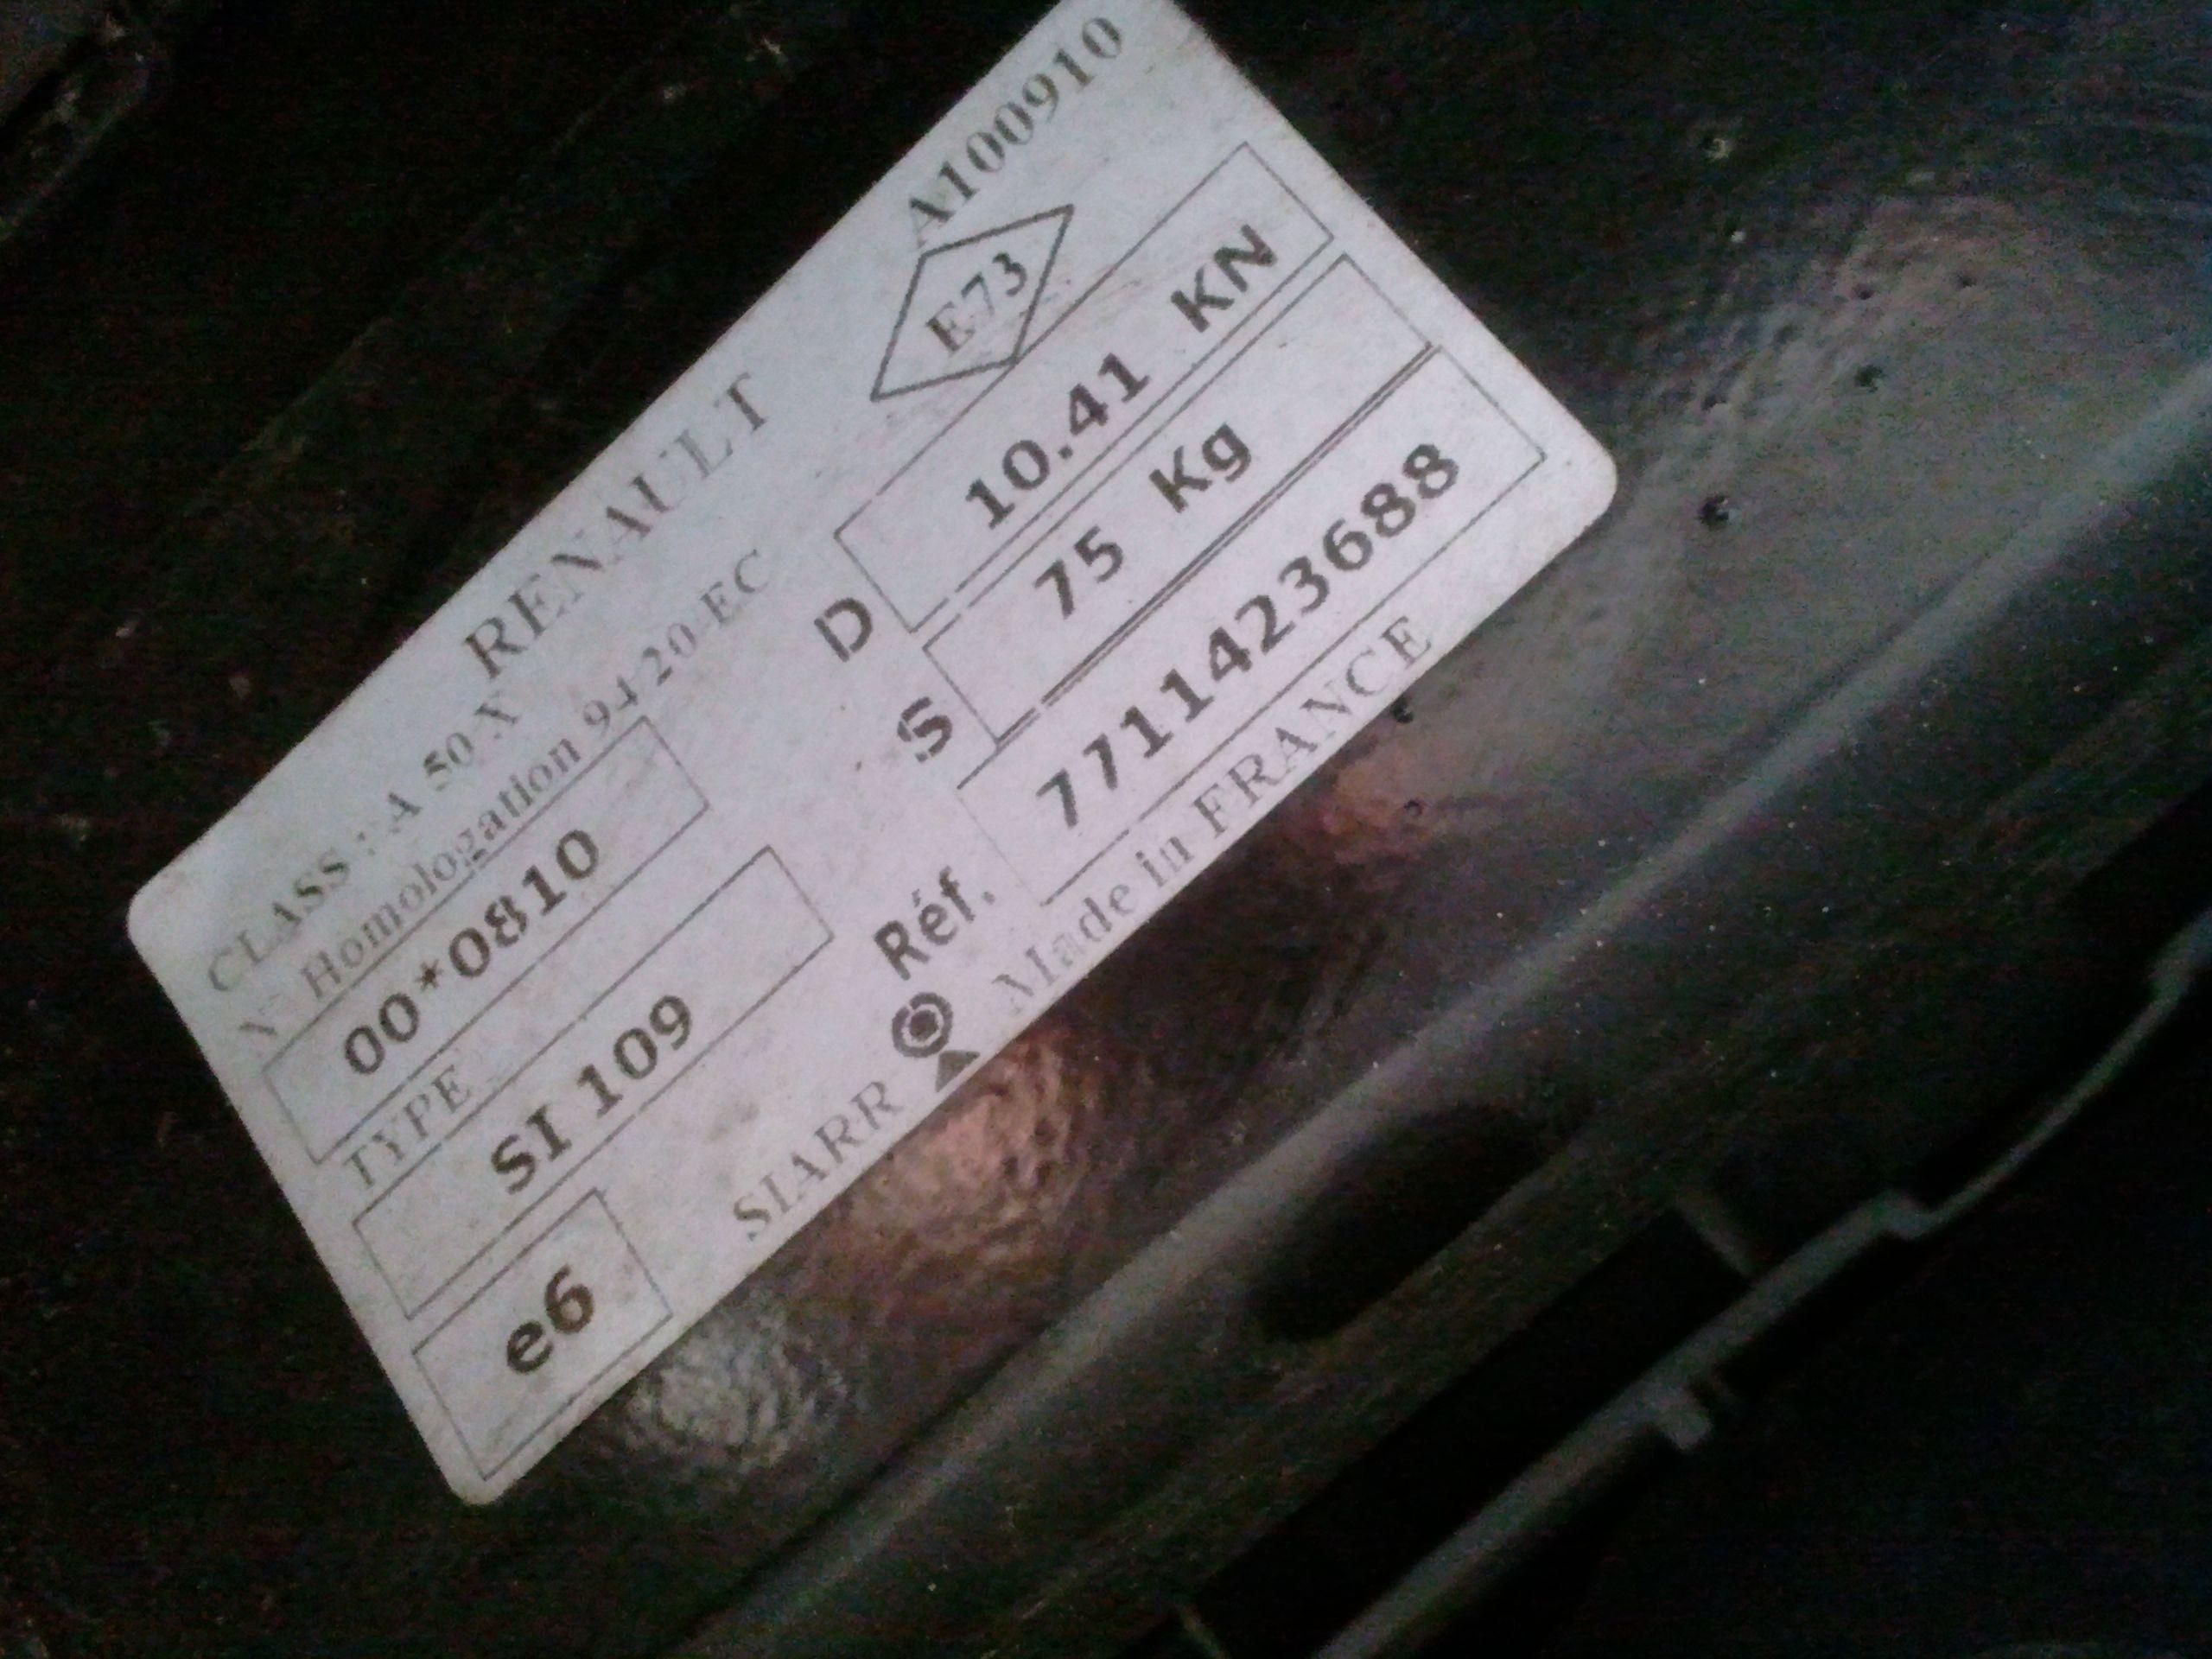 RENAULT
A100910
CLASS : A 50 X
E73
N° Homologation 94 20 EC
00*0810
D
10.41 KN
TYPE
S
75 Kg
SI 109
Réf.
7711423688
e6
SIARR
Made in FRANCE